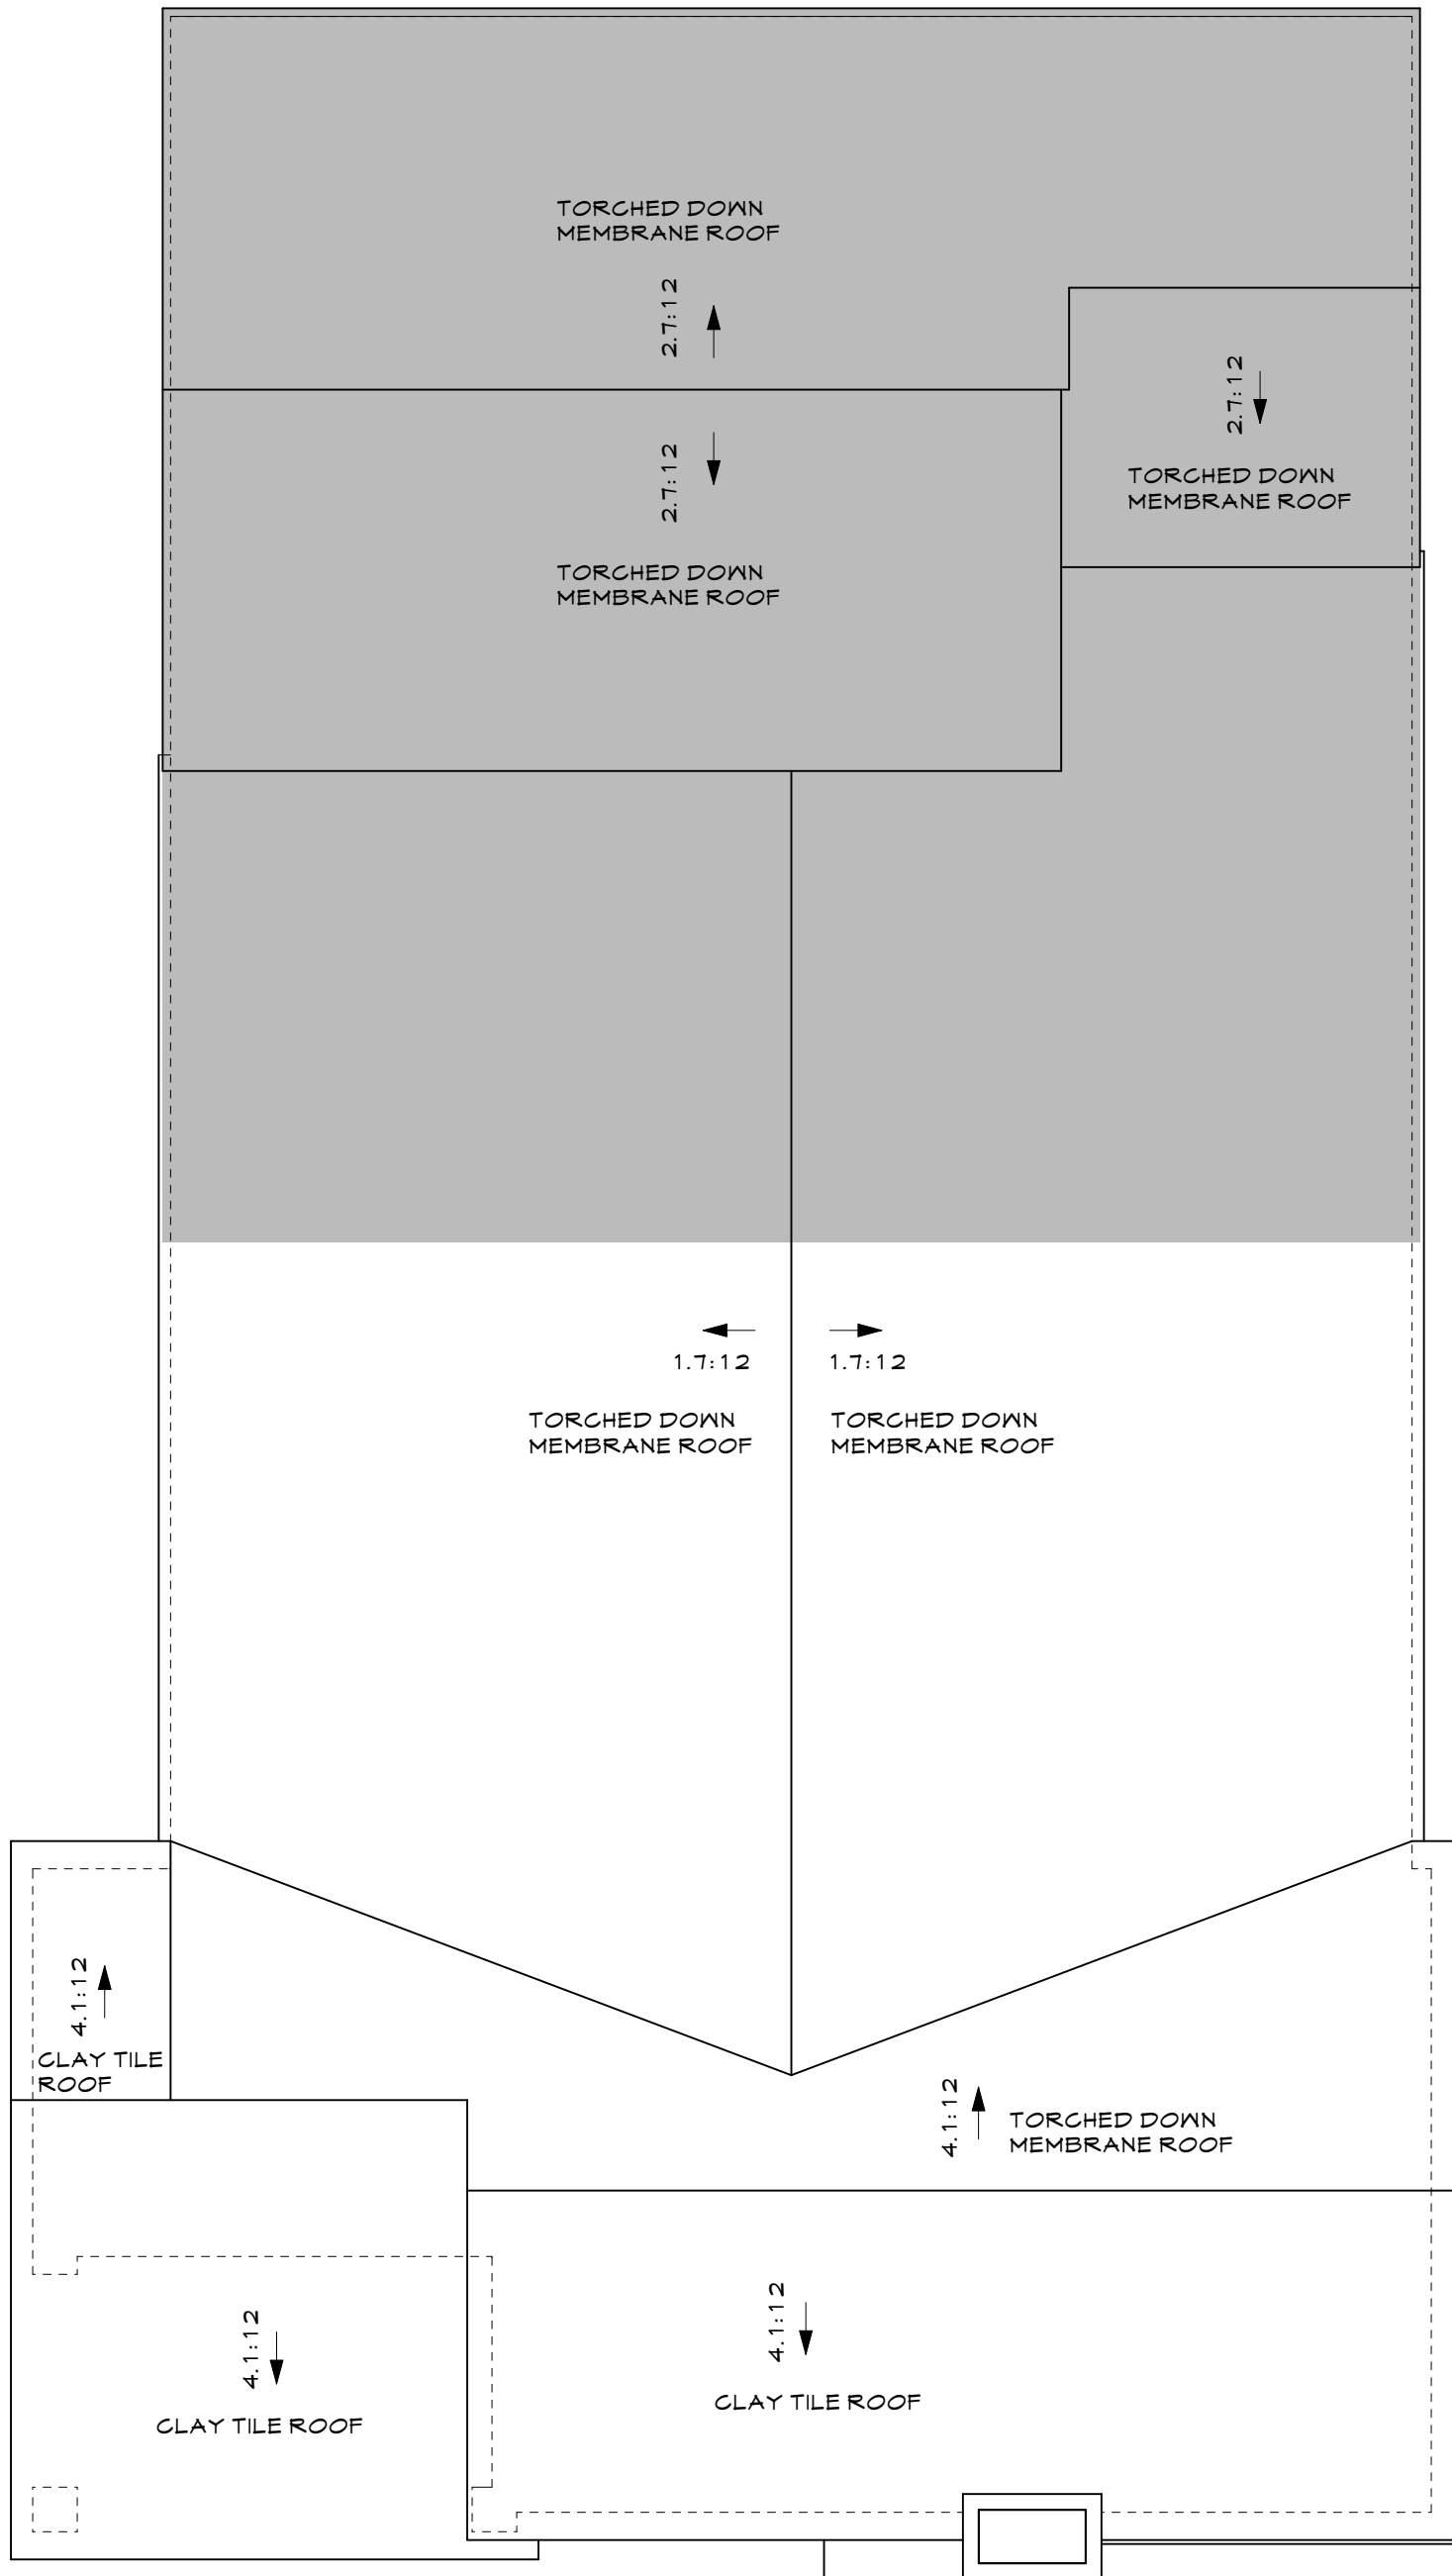 TORCHED DOWN
MEMBRANE ROOF
2.7:12
2.7:12
TORCHED DOWN
MEMBRANE ROOF
2.7:12
TORCHED DOWN
MEMBRANE ROOF
1.7:12
TORCHED DOWN
MEMBRANE ROOF
1.7:12
TORCHED DOWN
MEMBRANE ROOF
4.1:12
CLAY TILE
ROOF
4.1:12
TORCHED DOWN
MEMBRANE ROOF
4.1:12
CLAY TILE ROOF
4.1:12
CLAY TILE ROOF